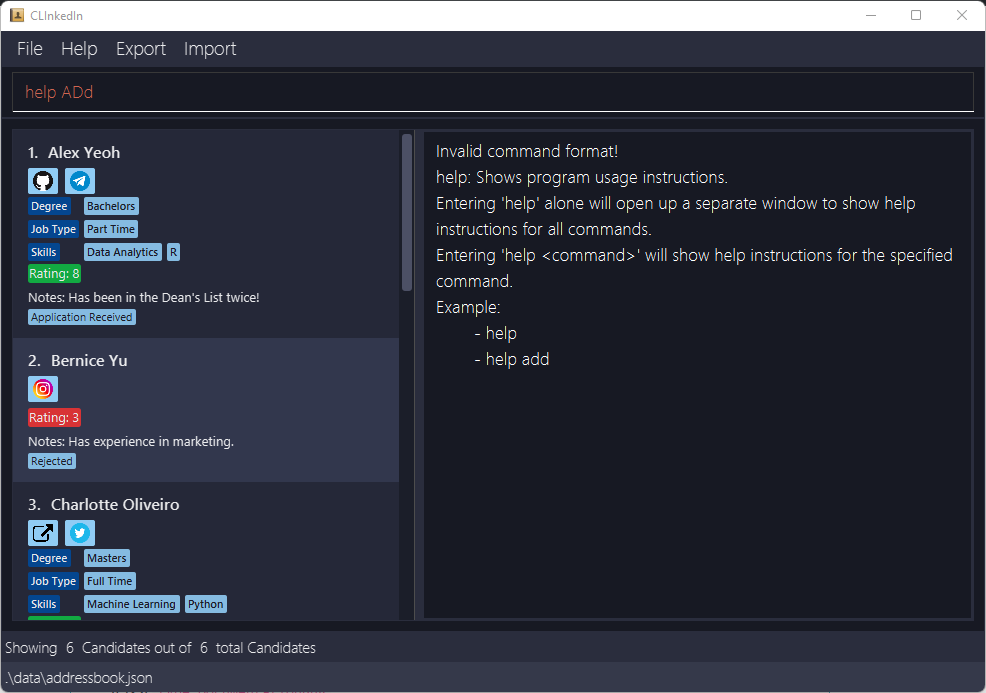 CLInkedIn
File Help Export Import
help ADd
1. Alex Yeoh
Degree Bachelors
Job Type Part Time
Skills Data Analytics R
Rating: 8
Notes: Has been in the Dean's List twice!
Application Received
2. Bernice Yu
Rating: 3
Notes: Has experience in marketing.
Rejected
3. Charlotte Oliveiro
Degree Masters
Job Type Full Time
Skills Machine Learning Python
Invalid command format!
help: Shows program usage instructions.
Entering 'help' alone will open up a separate window to show help
instructions for all commands.
Entering 'help <command>' will show help instructions for the specified
command.
Example:
- help
- help add
Showing 6 Candidates out of 6 total Candidates
.\data\addressbook.json